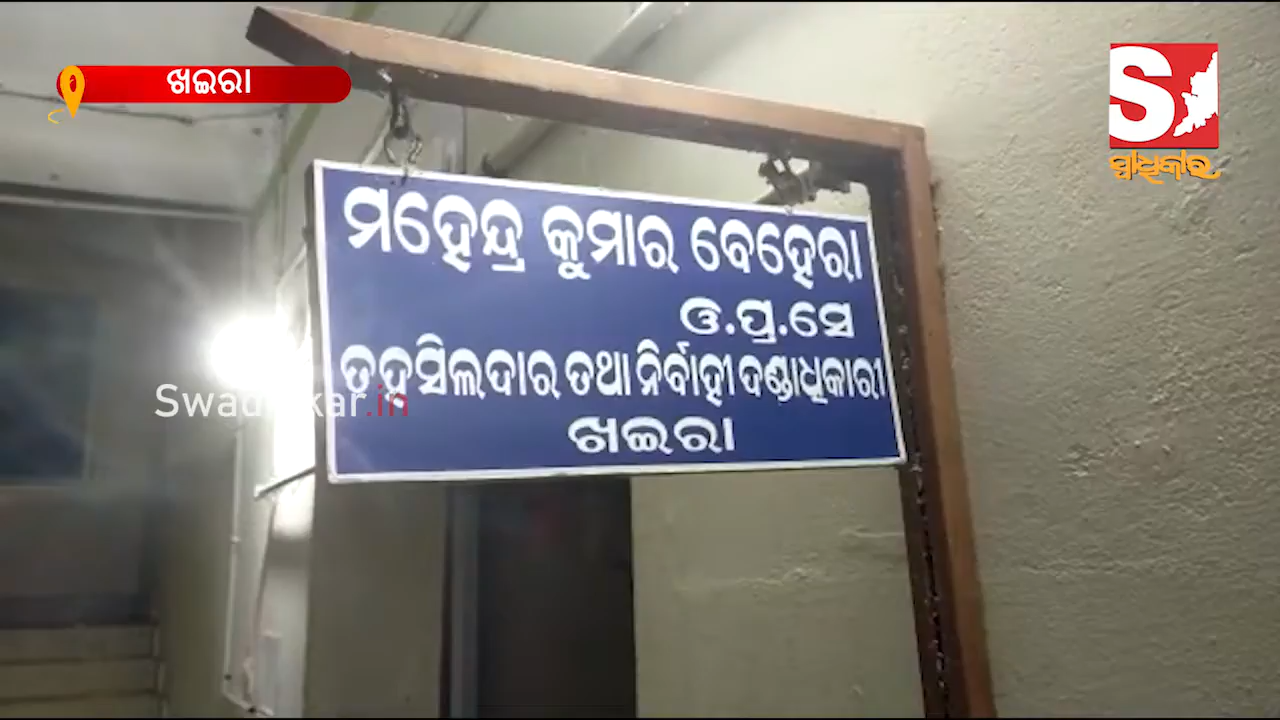 ଖଇରା
S
ସ୍ୱାଧିକାର
ମହେନ୍ଦ୍ର କୁମାର ବେହେରା
ଓ.ପ୍ର.ସେ
ତହସିଲଦାର ତଥା ନିର୍ବାହୀ ଦଣ୍ଡାଧିକାରୀ
Swadhikar.in
ଖଇରା